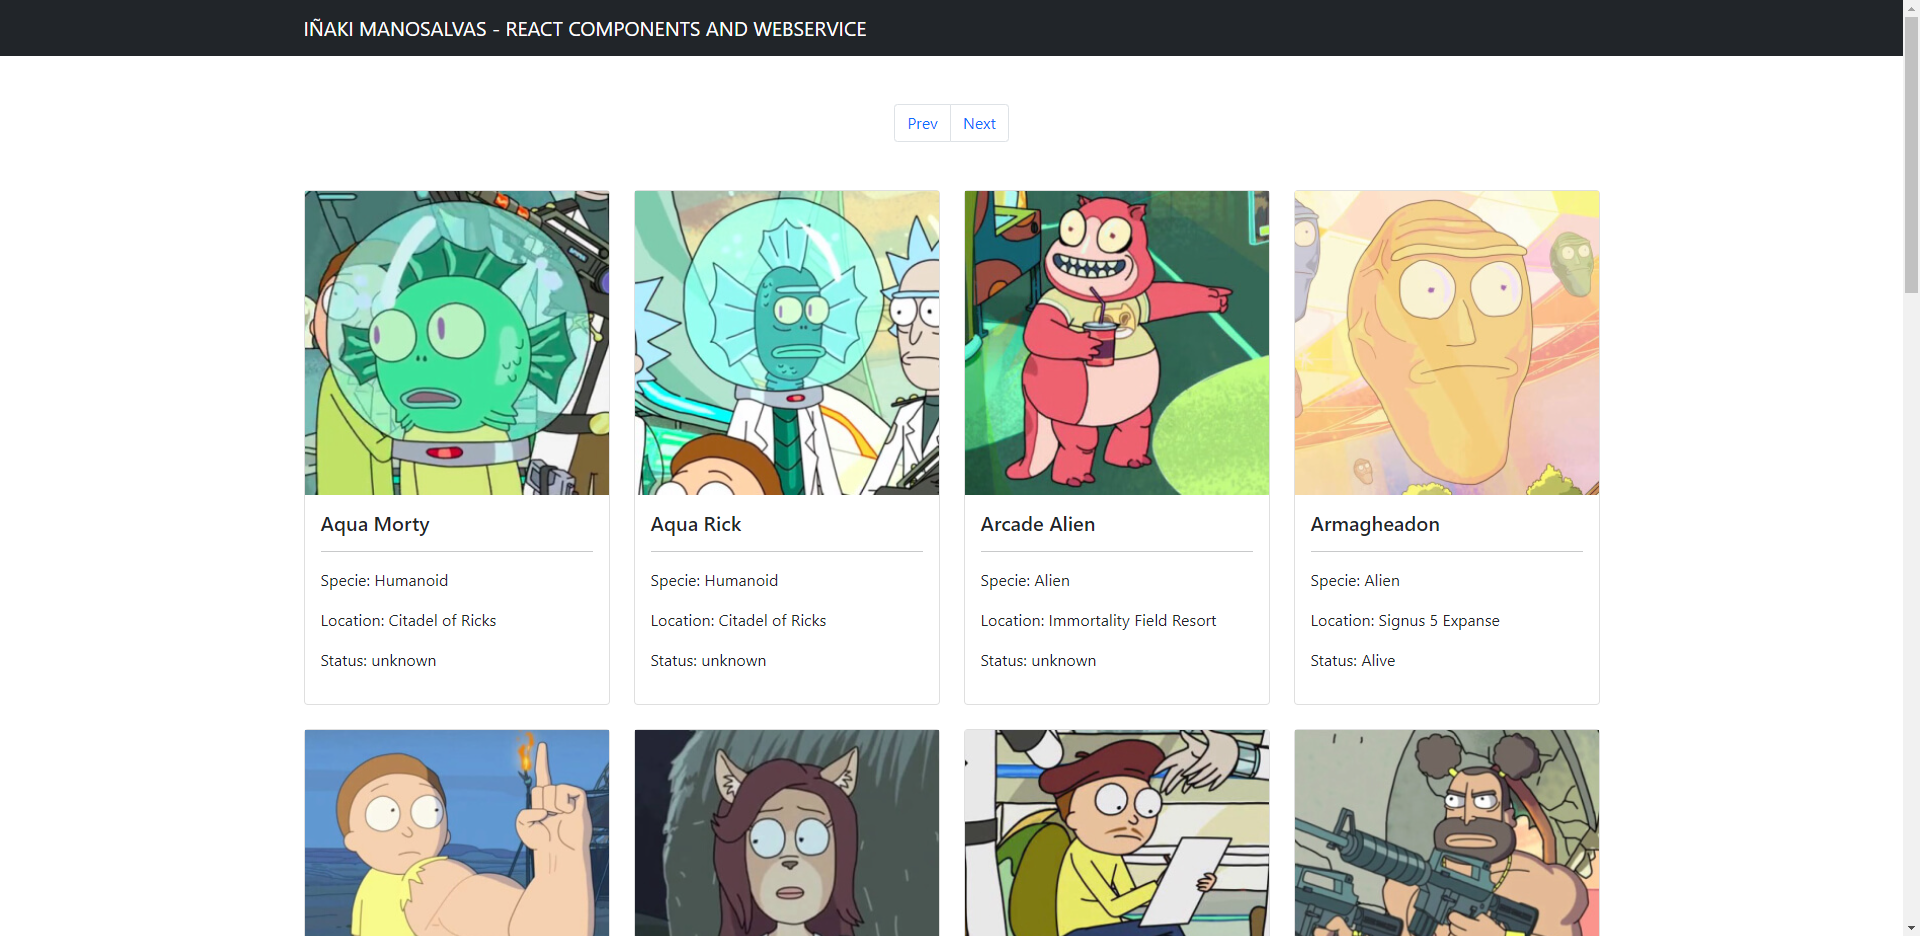 IÑAKI MANOSALVAS - REACT COMPONENTS AND WEBSERVICE
Prev
Next
Aqua Morty
Specie: Humanoid
Location: Citadel of Ricks
Status: unknown
Aqua Rick
Specie: Humanoid
Location: Citadel of Ricks
Status: unknown
Arcade Alien
Specie: Alien
Location: Immortality Field Resort
Status: unknown
Armagheadon
Specie: Alien
Location: Signus 5 Expanse
Status: Alive